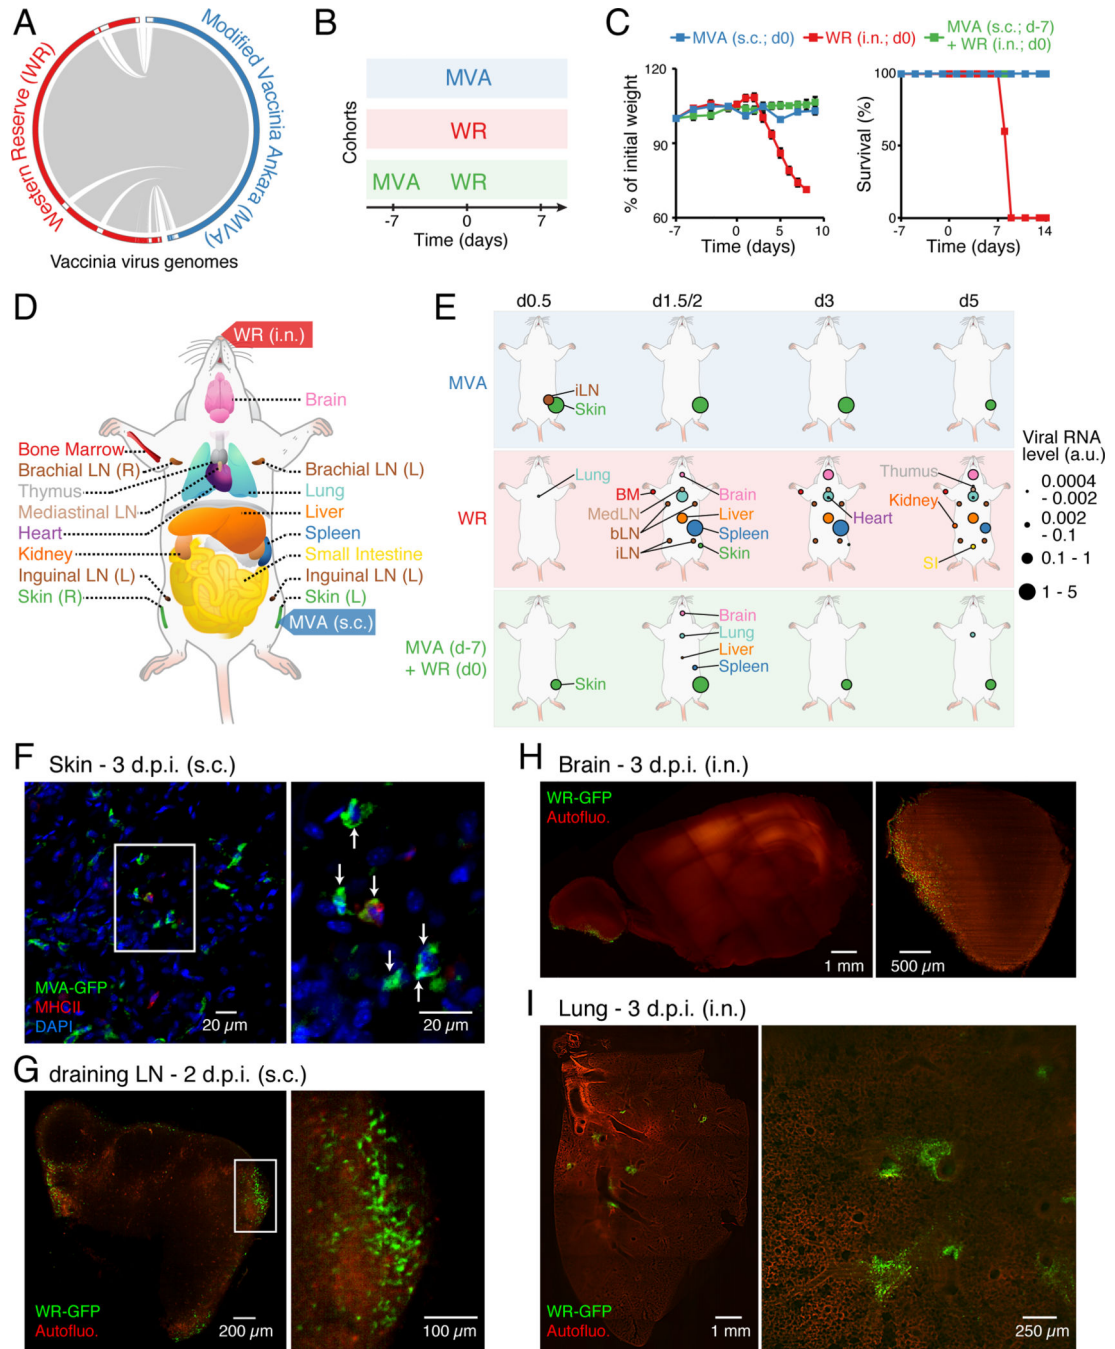 A
Western Reserve (WR)
Modified Vaccinia Ankara (MVA)
Vaccinia virus genomes
B
Cohorts
MVA
WR
MVA WR
-7 0 7
Time (days)
C
MVA (s.c.; d0)
WR (i.n.; d0)
MVA (s.c.; d-7)
+ WR (i.n.; d0)
% of initial weight
120
90
60
-7 0 5 10
Time (days)
Survival (%)
100
50
0
-7 0 7 14
Time (days)
D
WR (i.n.)
Brain
Bone Marrow
Brachial LN (R)
Thymus
Mediastinal LN
Heart
Kidney
Inguinal LN (L)
Skin (R)
Brachial LN (L)
Lung
Liver
Spleen
Small Intestine
Inguinal LN (L)
Skin (L)
MVA (s.c.)
E
d0.5 d1.5/2 d3 d5
MVA
iLN
Skin
WR
Lung
BM
MedLN
bLN
iLN
Brain
Liver
Spleen
Skin
Heart
Thumus
Kidney
SI
MVA (d-7)
+ WR (d0)
Skin
Brain
Lung
Liver
Spleen
Viral RNA
level (a.u.)
0.0004
- 0.002
0.002
- 0.1
0.1 - 1
1 - 5
F Skin - 3 d.p.i. (s.c.)
MVA-GFP
MHCII
DAPI
20 µm
20 µm
G draining LN - 2 d.p.i. (s.c.)
WR-GFP
Autofluo.
200 µm
100 µm
H Brain - 3 d.p.i. (i.n.)
WR-GFP
Autofluo.
1 mm
500 µm
I Lung - 3 d.p.i. (i.n.)
WR-GFP
Autofluo.
1 mm
250 µm